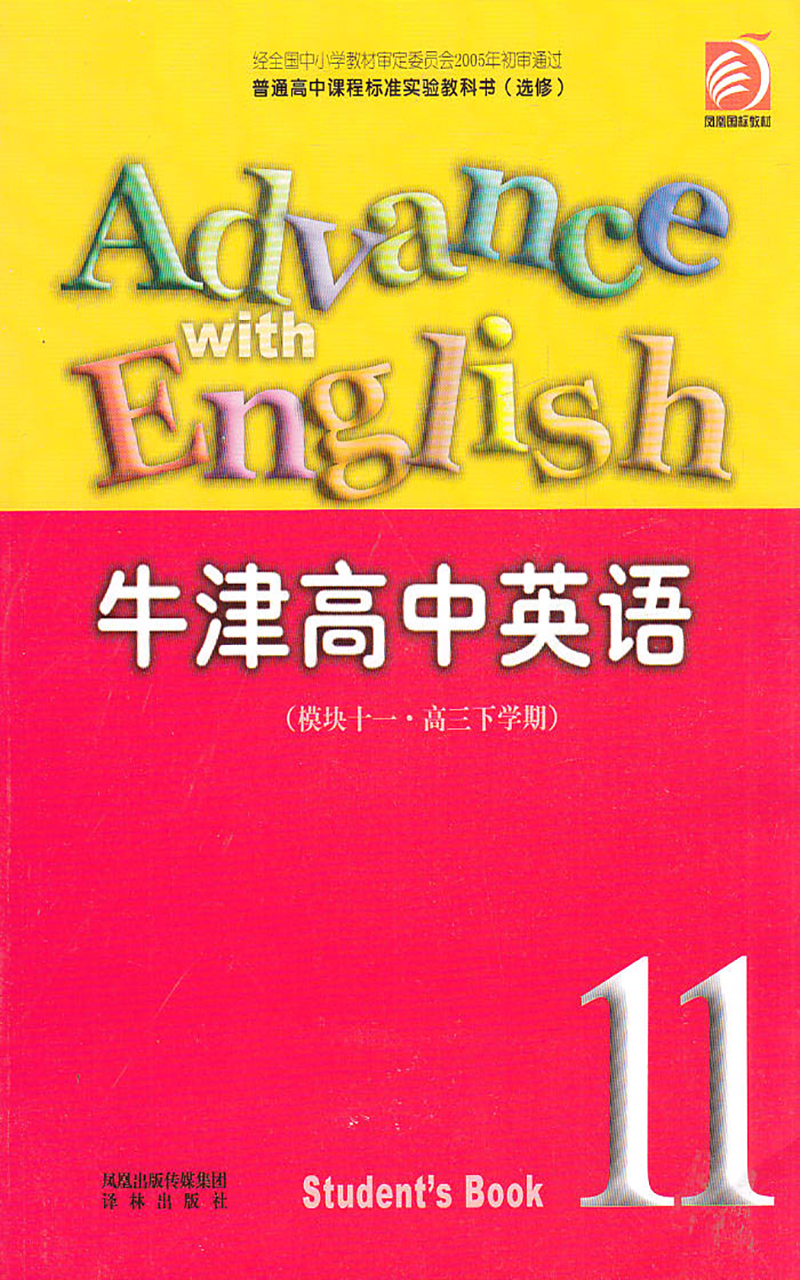 经全国中小学教材审定委员会2005年初审通过
普通高中课程标准实验教科书（选修）
凤凰国标教材
Advance
with
English
牛津高中英语
（模块十一·高三下学期）
11
凤凰出版传媒集团
译林出版社
Student's Book